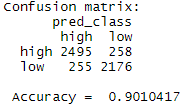 Confusion matrix:
pred_class
high low
high 2495 258
low 255 2176
Accuracy = 0.9010417